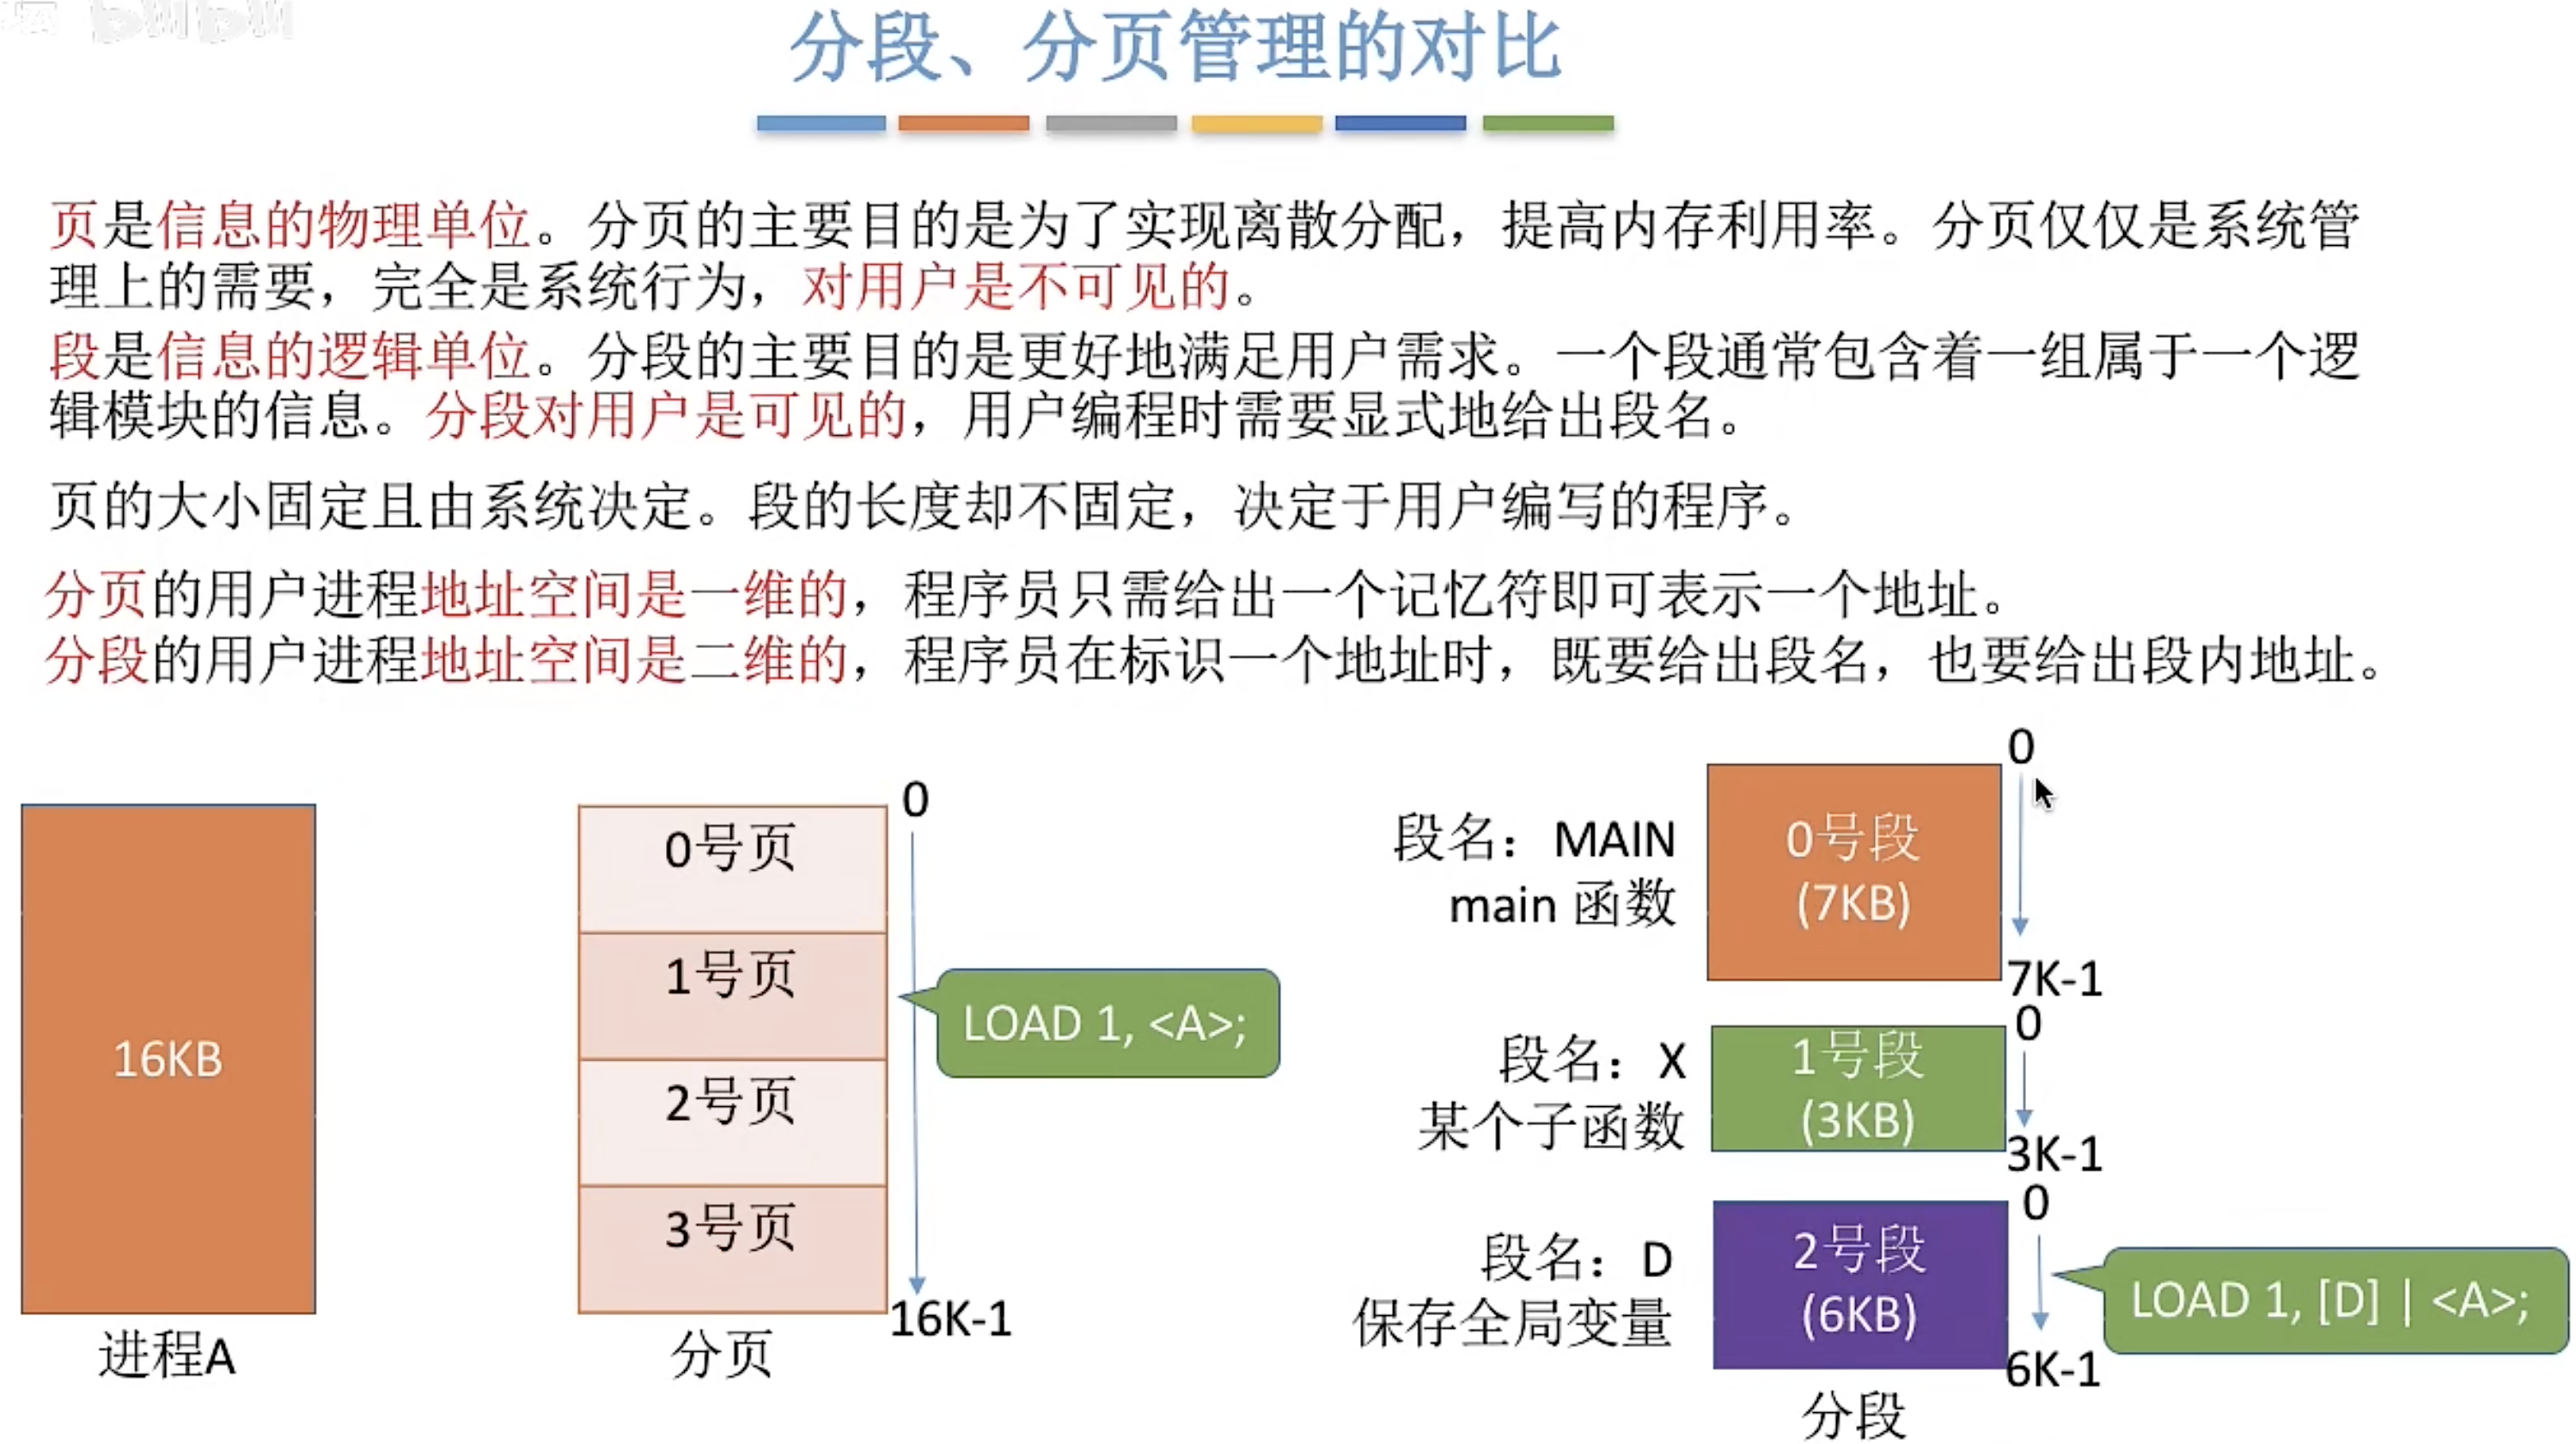 分段、分页管理的对比
页是信息的物理单位。分页的主要目的是为了实现离散分配，提高内存利用率。分页仅仅是系统管
理上的需要，完全是系统行为，对用户是不可见的。
段是信息的逻辑单位。分段的主要目的是更好地满足用户需求。一个段通常包含着一组属于一个逻
辑模块的信息。分段对用户是可见的，用户编程时需要显式地给出段名。
页的大小固定且由系统决定。段的长度却不固定，决定于用户编写的程序。
分页的用户进程地址空间是一维的，程序员只需给出一个记忆符即可表示一个地址。
分段的用户进程地址空间是二维的，程序员在标识一个地址时，既要给出段名，也要给出段内地址。
16KB
进程A
0
0号页
1号页
2号页
3号页
16K-1
分页
LOAD 1, <A>;
段名：MAIN
main 函数
0号段
(7KB)
0
7K-1
段名：X
某个子函数
1号段
(3KB)
0
3K-1
段名：D
保存全局变量
2号段
(6KB)
0
6K-1
LOAD 1, [D] | <A>;
分段